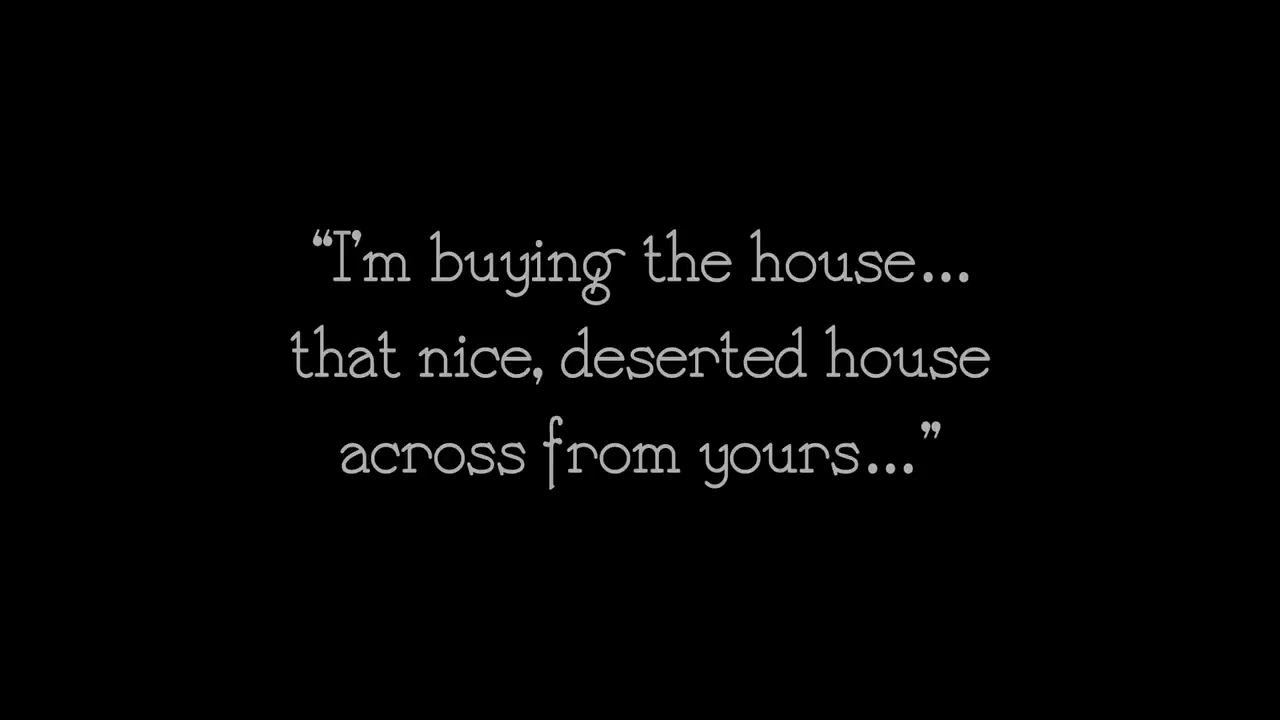 “I’m buying the house...
that nice, deserted house
across from yours...”